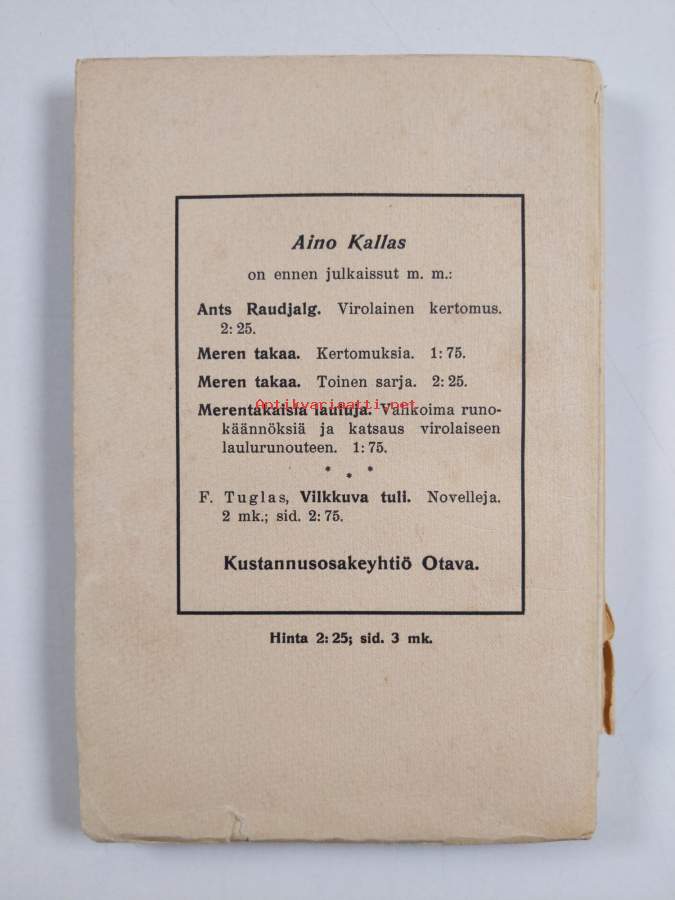 Aino Kallas
on ennen julkaissut m. m.:
Ants Raudjalg. Virolainen kertomus.
2: 25.
Meren takaa. Kertomuksia. 1: 75.
Meren takaa. Toinen sarja. 2: 25.
Antikvariaatti.net
Merentakaisia lauluja. Valikoima runo-
käännöksiä ja katsaus virolaiseen
laulurunouteen. 1: 75.
* * *
F. Tuglas, Vilkkuva tuli. Novelleja.
2 mk.; sid. 2: 75.
Kustannusosakeyhtiö Otava.
Hinta 2: 25; sid. 3 mk.